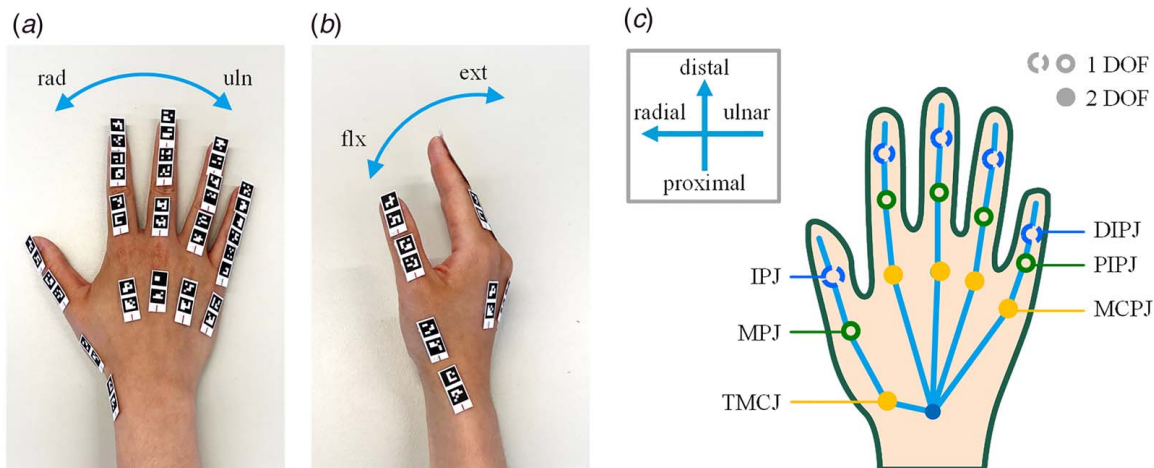 (a)
rad
uln
(b)
ext
flx
(c)
distal
radial
ulnar
proximal
1 DOF
2 DOF
IPJ
MPJ
TMCJ
DIPJ
PIPJ
MCPJ